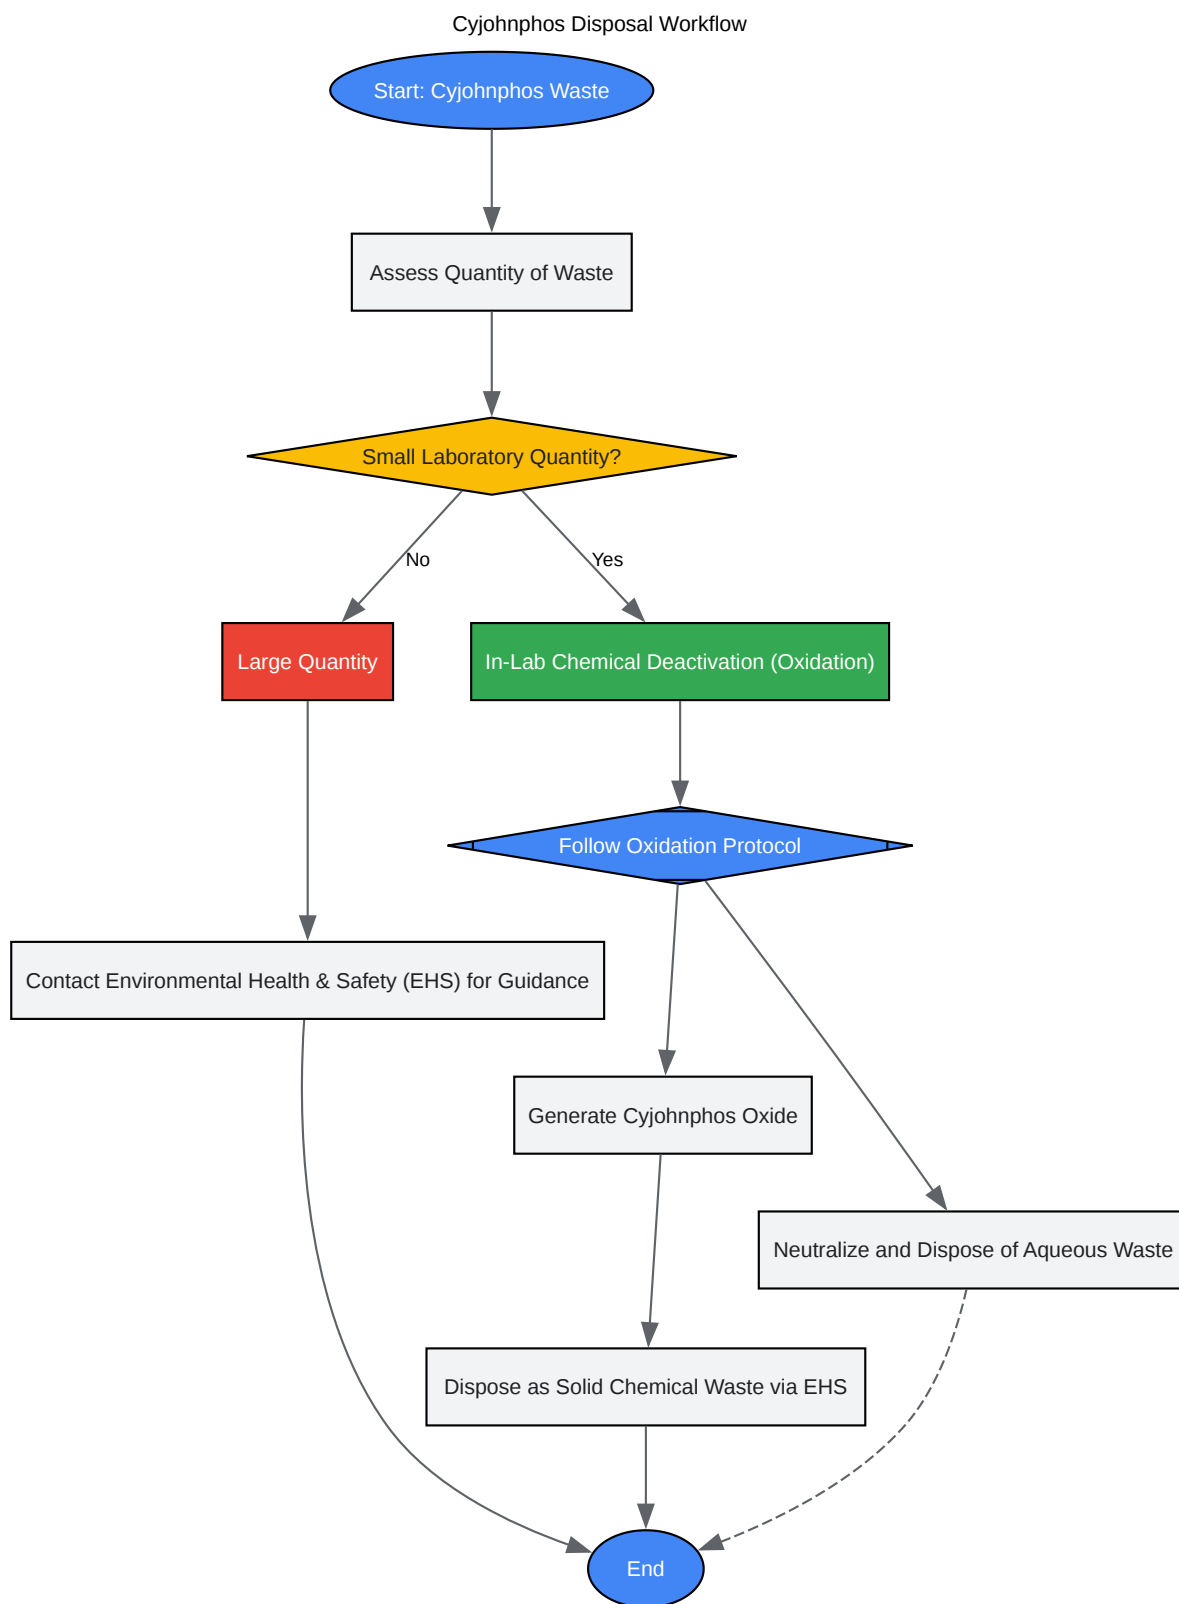 Cyjohnphos Disposal Workflow
Start: Cyjohnphos Waste
Assess Quantity of Waste
Small Laboratory Quantity?
No
Yes
Large Quantity
In-Lab Chemical Deactivation (Oxidation)
Follow Oxidation Protocol
Contact Environmental Health & Safety (EHS) for Guidance
Generate Cyjohnphos Oxide
Neutralize and Dispose of Aqueous Waste
Dispose as Solid Chemical Waste via EHS
End